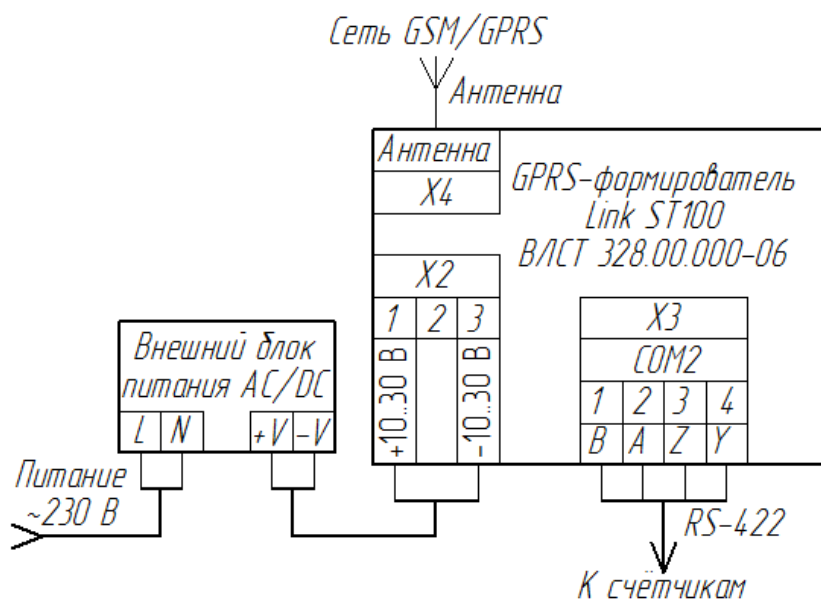 Сеть GSM/GPRS
Антенна
Антенна
X4
GPRS-формирователь
Link ST100
ВЛСТ 328.00.000-06
X2
1 2 3
+10..30 В
-10..30 В
X3
COM2
1 2 3 4
B A Z Y
Внешний блок
питания AC/DC
L N +V -V
Питание
~230 В
RS-422
К счётчикам